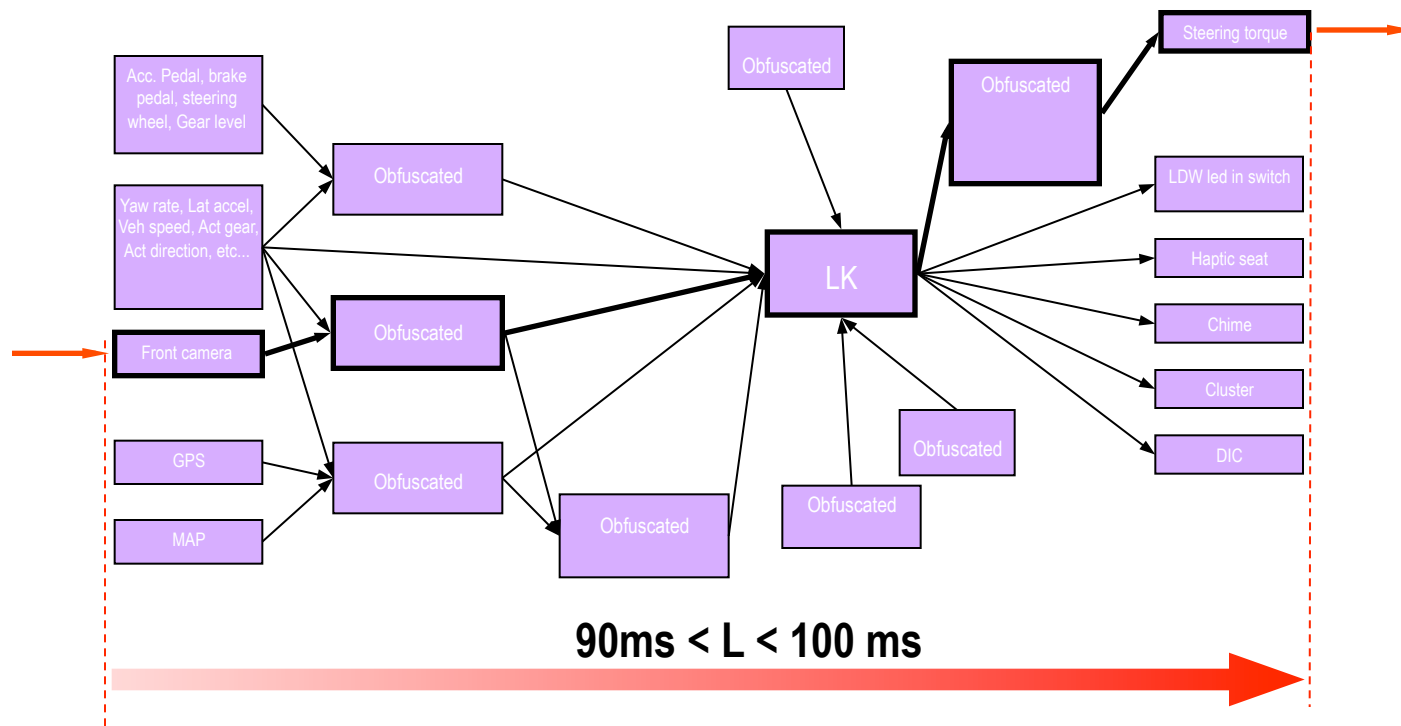 Steering torque
Obfuscated
Obfuscated
Acc. Pedal, brake
pedal, steering
wheel, Gear level
Obfuscated
LDW led in switch
Yaw rate, Lat accel,
Veh speed, Act gear,
Act direction, etc...
Haptic seat
LK
Obfuscated
Chime
Front camera
Cluster
Obfuscated
DIC
GPS
Obfuscated
Obfuscated
Obfuscated
MAP
90ms < L < 100 ms